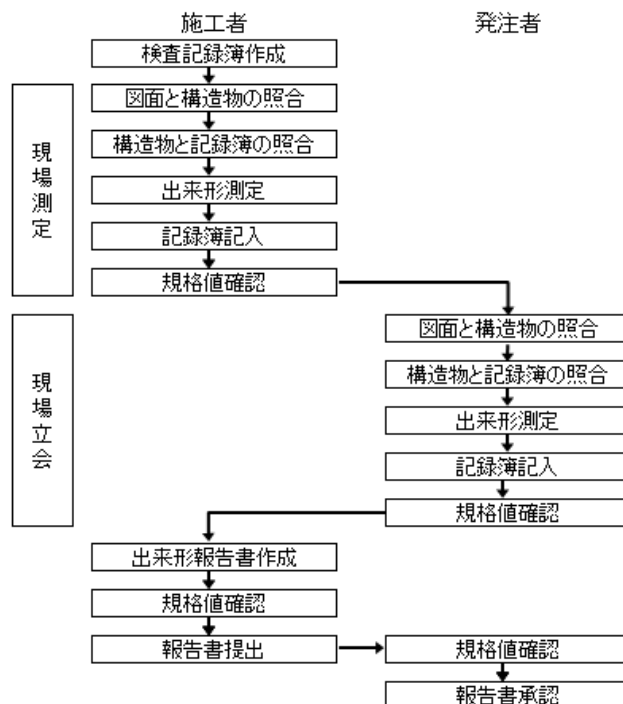 施工者
発注者
検査記録簿作成
現場測定
図面と構造物の照合
構造物と記録簿の照合
出来形測定
記録簿記入
規格値確認
現場立会
図面と構造物の照合
構造物と記録簿の照合
出来形測定
記録簿記入
規格値確認
出来形報告書作成
規格値確認
報告書提出
規格値確認
報告書承認